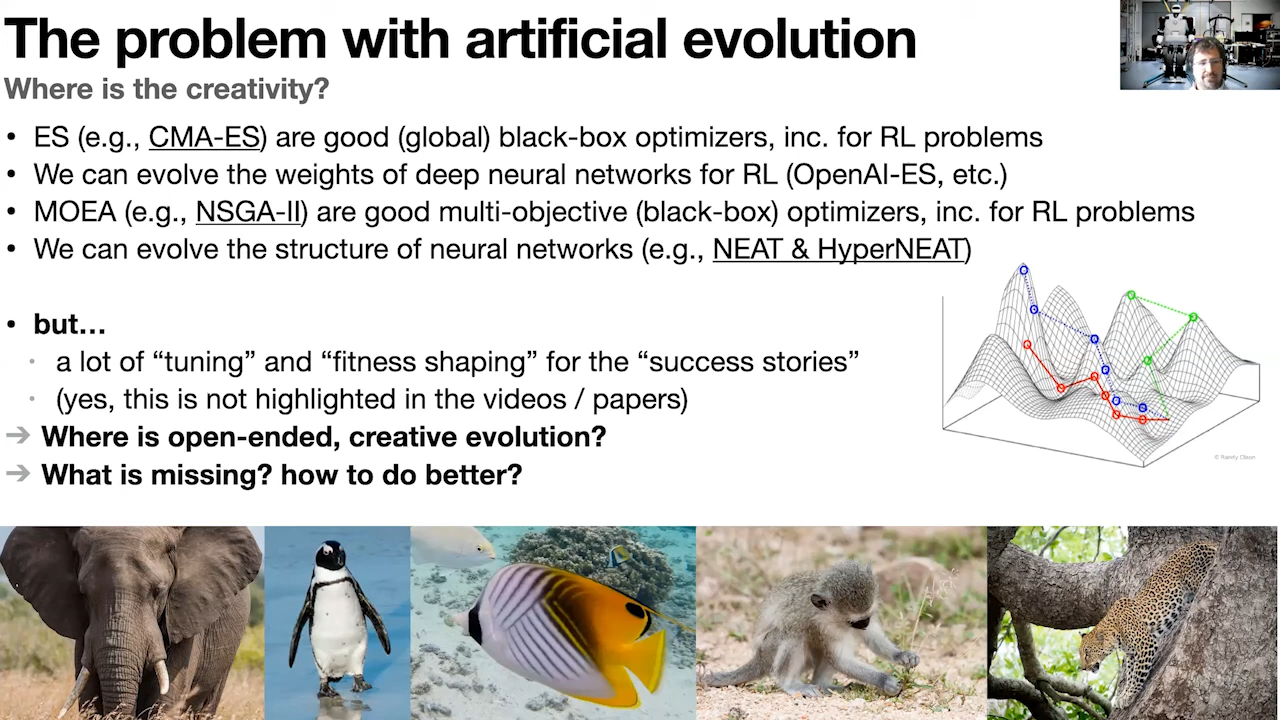 The problem with artificial evolution
Where is the creativity?
• ES (e.g., CMA-ES) are good (global) black-box optimizers, inc. for RL problems
• We can evolve the weights of deep neural networks for RL (OpenAI-ES, etc.)
• MOEA (e.g., NSGA-II) are good multi-objective (black-box) optimizers, inc. for RL problems
• We can evolve the structure of neural networks (e.g., NEAT & HyperNEAT)
• but…
• a lot of “tuning” and “fitness shaping” for the “success stories”
• (yes, this is not highlighted in the videos / papers)
➔ Where is open-ended, creative evolution?
➔ What is missing? how to do better?
© Randy Olson